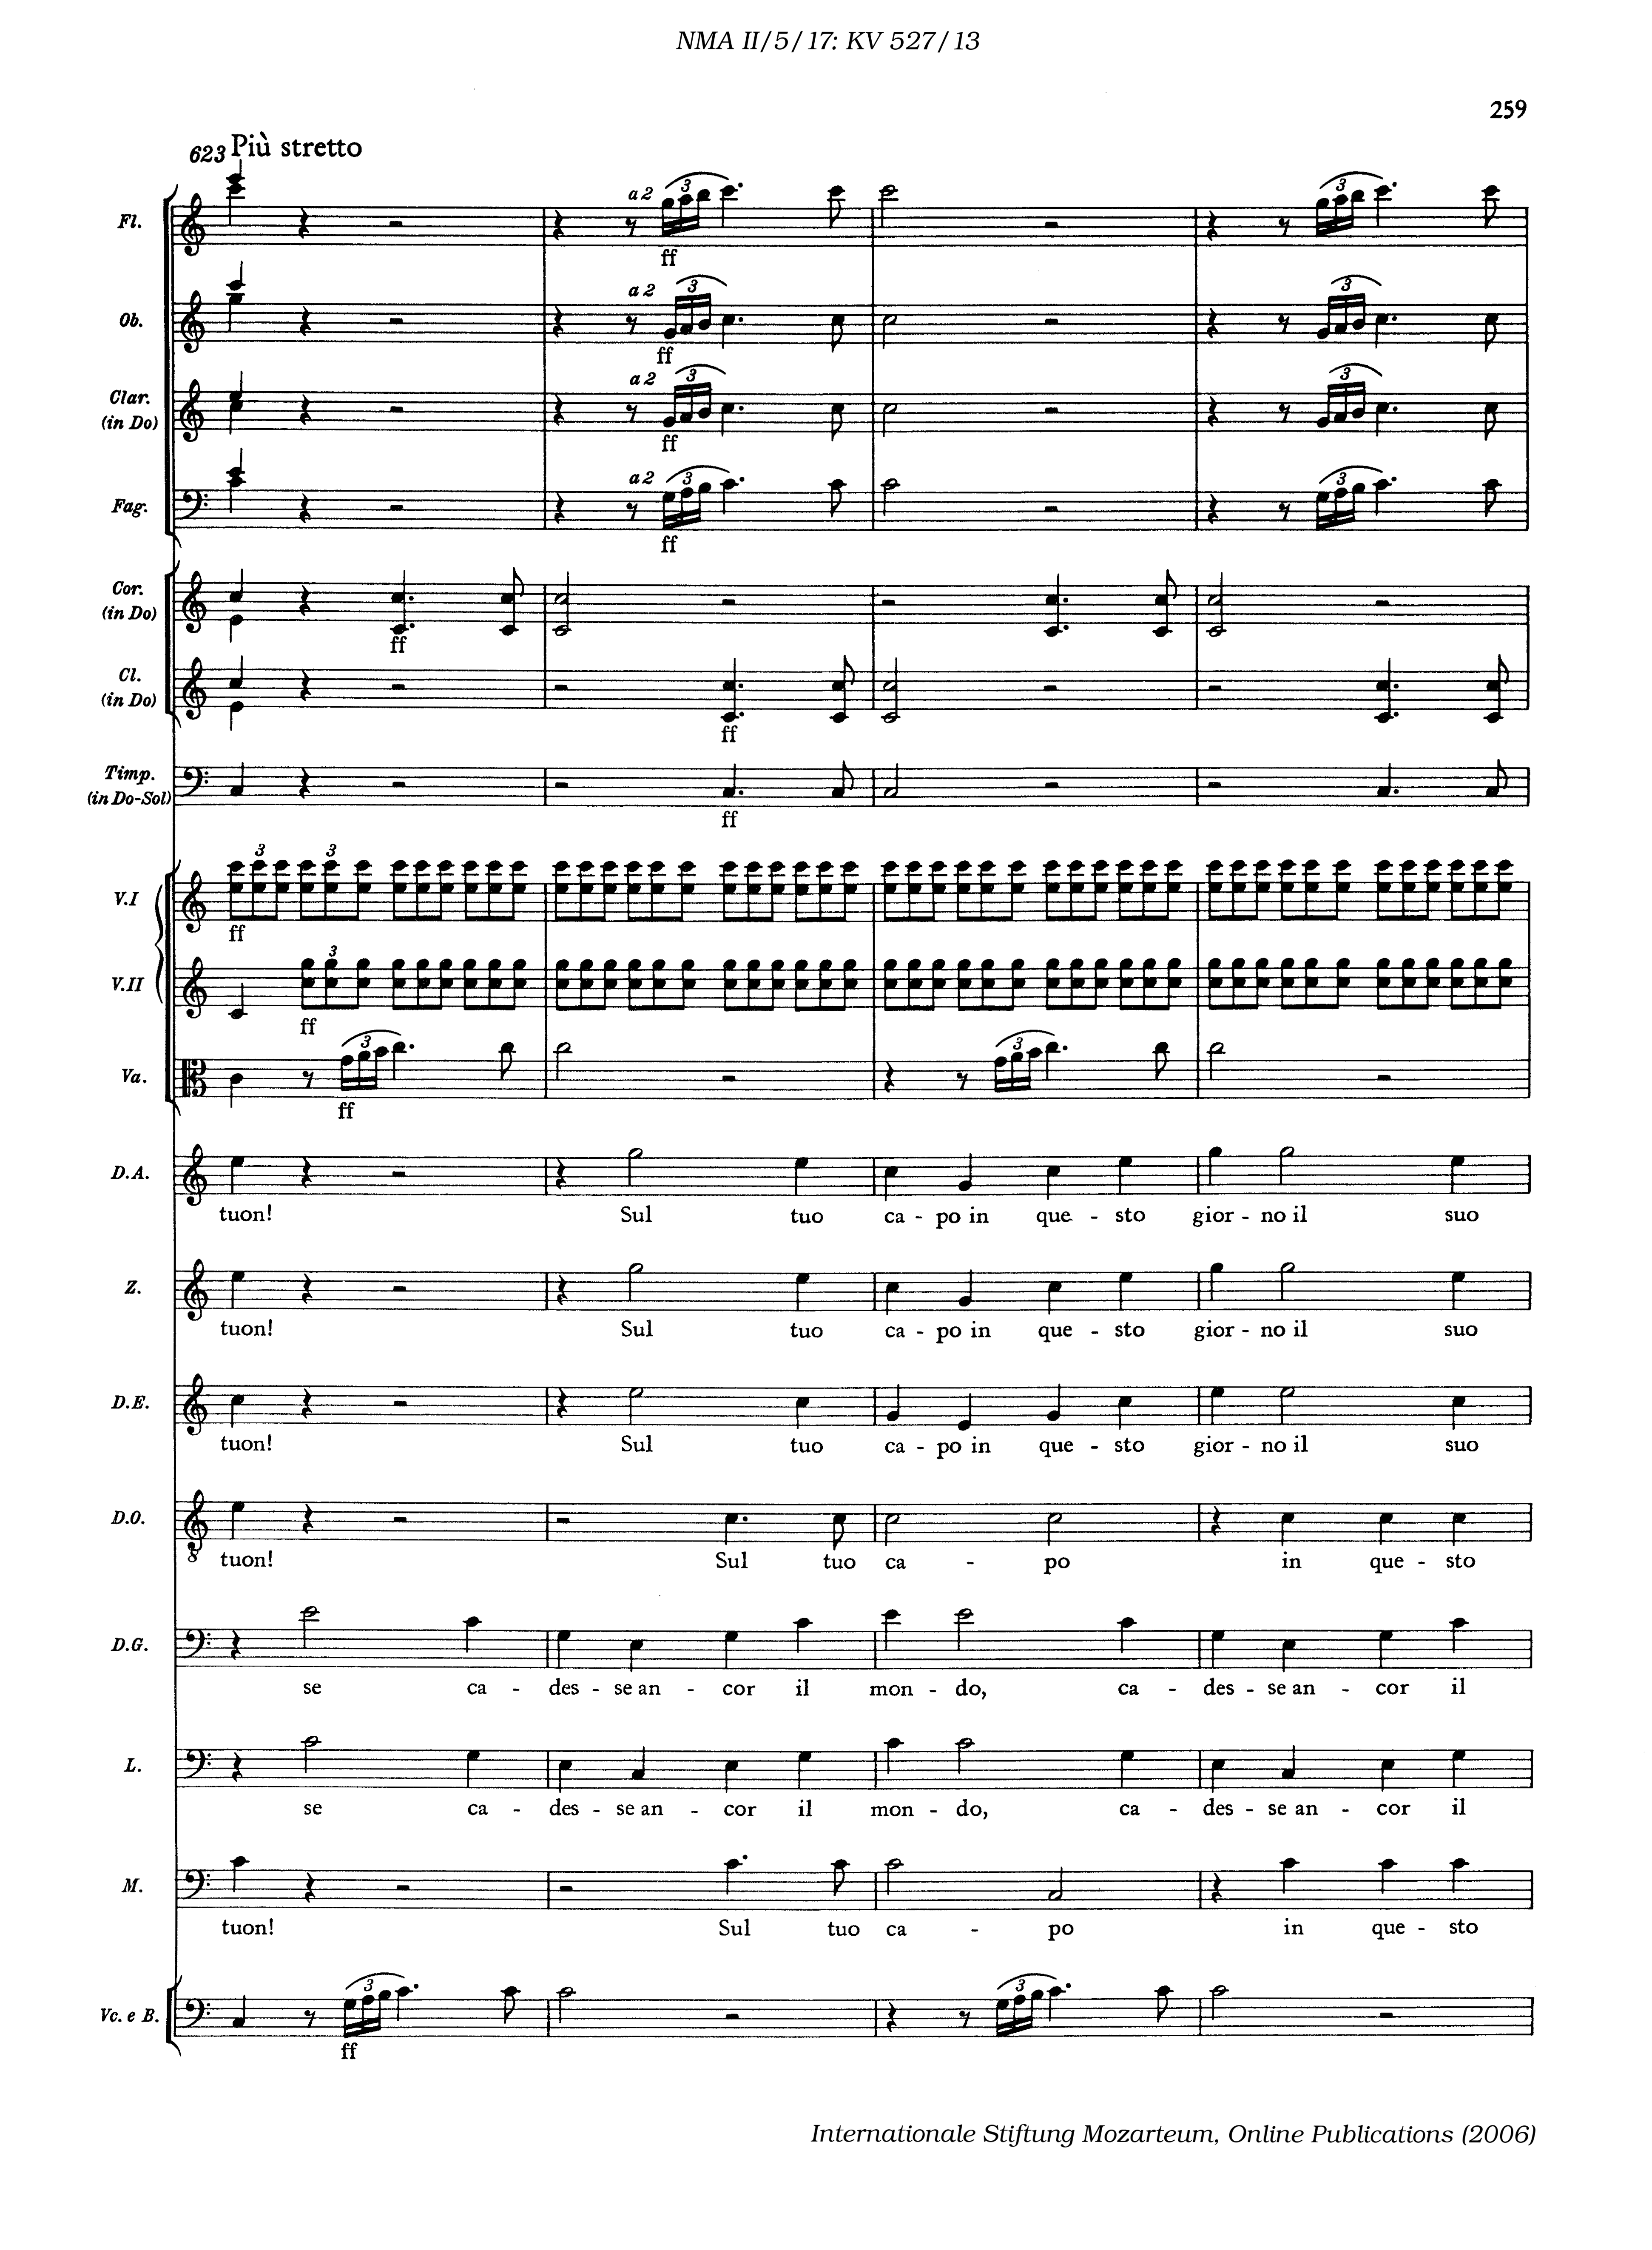 NMA II/5/17: KV 527/13
259
623 Più stretto
Fl.
a2 3 3
ff
Ob.
a2 3 3
ff
Clar.
(in Do)
a2 3 3
ff
Fag.
a2 3 3
ff
Cor.
(in Do)
ff
Cl.
(in Do)
ff
Timp.
(in Do-Sol)
ff
V.I
3 3
ff
V.II
3
ff
Va.
3 3
ff
D.A.
tuon! Sul tuo ca - po in que - sto gior - no il suo
Z.
tuon! Sul tuo ca - po in que - sto gior - no il suo
D.E.
tuon! Sul tuo ca - po in que - sto gior - no il suo
D.O.
8
tuon! Sul tuo ca - po in que - sto
D.G.
se ca - des - se an - cor il mon - do, ca - des - se an - cor il
L.
se ca - des - se an - cor il mon - do, ca - des - se an - cor il
M.
tuon! Sul tuo ca - po in que - sto
Vc. e B.
3 3
ff
Internationale Stiftung Mozarteum, Online Publications (2006)